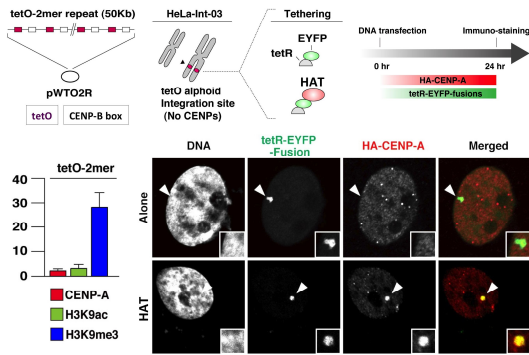 tetO-2mer repeat (50Kb)
pWTO2R
tetO
CENP-B box
HeLa-Int-03
tetO alphoid
Integration site
(No CENPs)
Tethering
EYFP
tetR
HAT
DNA transfection
Immuno-staining
0 hr
24 hr
HA-CENP-A
tetR-EYFP-fusions
tetO-2mer
40
30
20
10
0
CENP-A
H3K9ac
H3K9me3
DNA
tetR-EYFP
-Fusion
HA-CENP-A
Merged
Alone
HAT